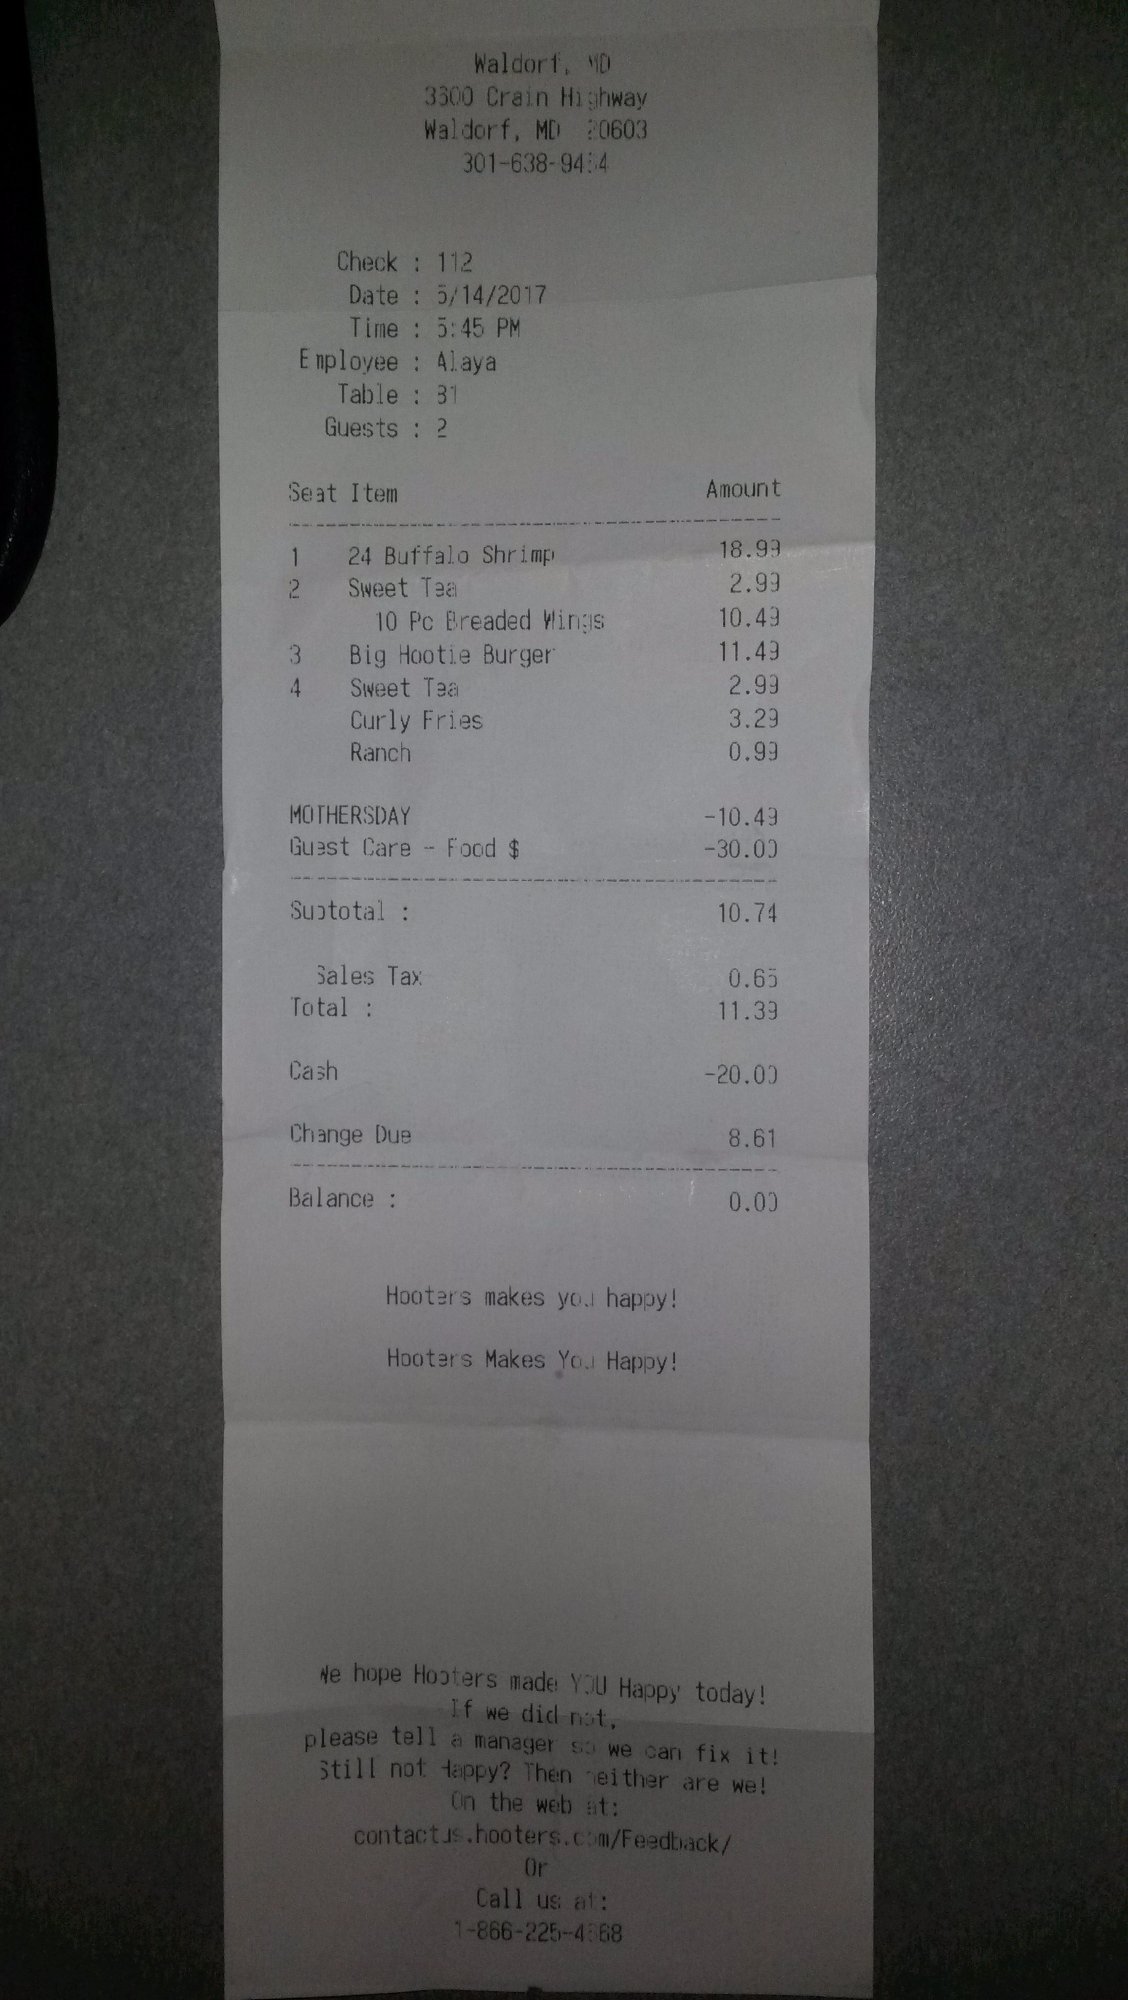 Waldorf, MD
3300 Crain Highway
Waldorf, MD 20603
Check : 112
Date : 5/14/2017
Time : 5:45 PM
Employee : Alaya
Table :
Guests : 2
Seat Item Amount
1 24 Buffalo Shrimp 18.99
2 Sweet Tea 2.99
10 Pc Breaded Wings 10.49
3 Big Hootie Burger 11.49
4 Sweet Tea 2.99
Curly Fries 3.29
Ranch 0.99
MOTHERSDAY -10.49
Guest Care - Food $ -30.00
Subtotal : 10.74
Sales Tax 0.65
Total : 11.39
Cash -20.00
Change Due 8.61
Balance : 0.00
Hooters makes you happy!
Hooters Makes You Happy!
We hope Hooters made YOU Happy today!
If we did not,
please tell a manager so we can fix it!
Still not Happy? Then neither are we!
On the web at:
contactus.hooters.com/Feedback/
Or
Call us at: